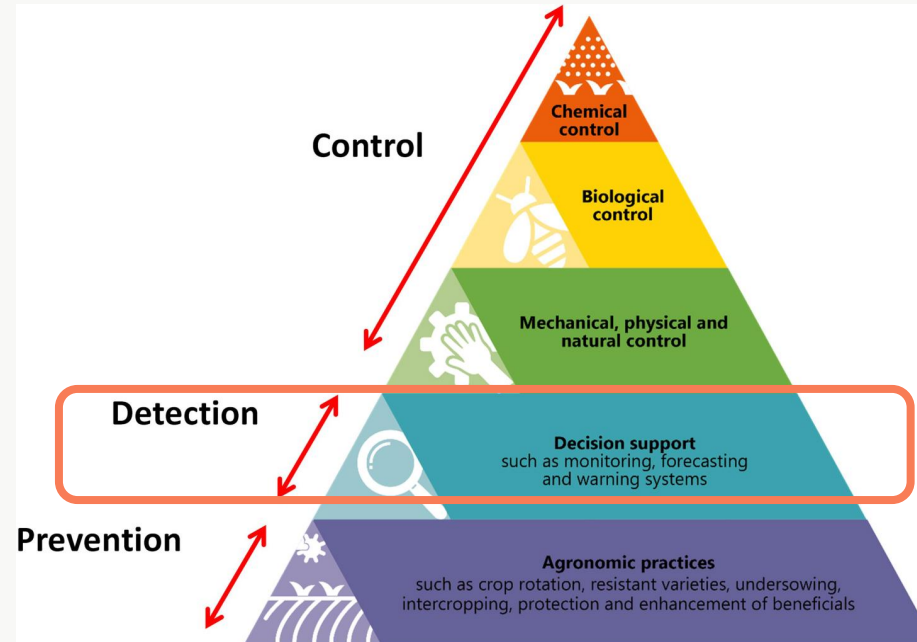 Control
Chemical
control
Biological
control
Mechanical, physical and
natural control
Detection
Decision support
such as monitoring, forecasting
and warning systems
Prevention
Agronomic practices
such as crop rotation, resistant varieties, undersowing,
intercropping, protection and enhancement of beneficials